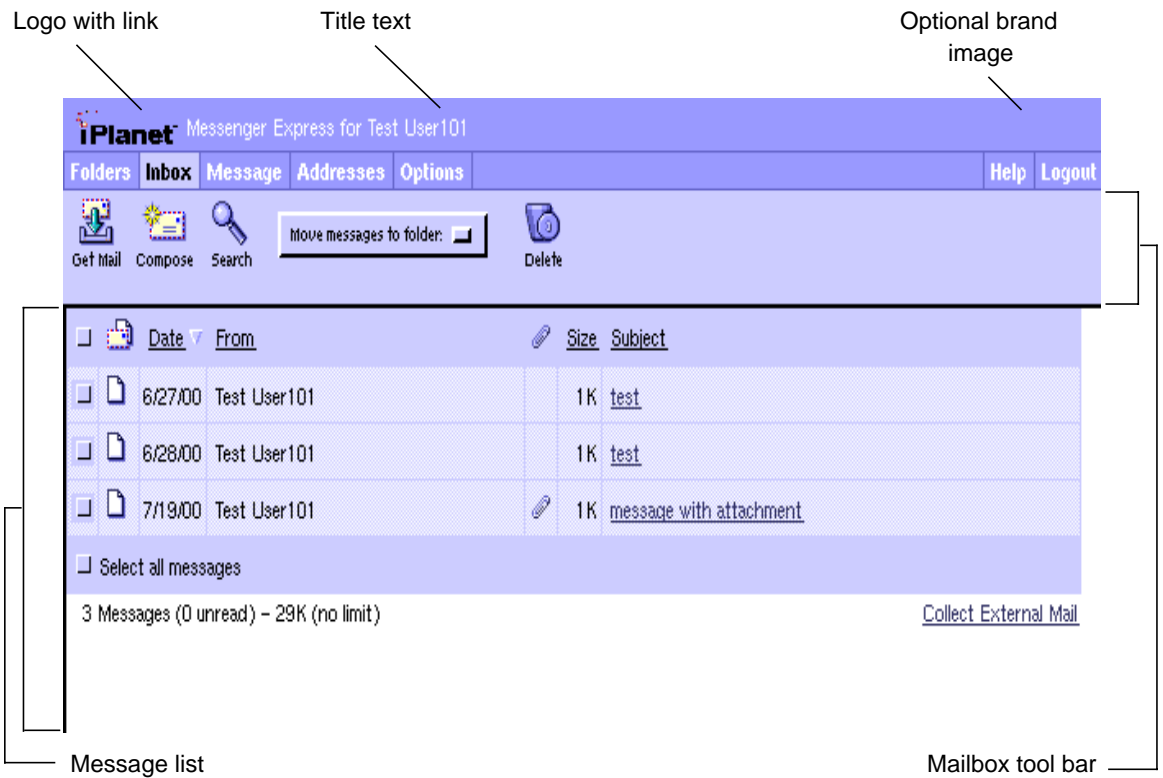 Logo with link Title text Optional brand image
iPlanet Messenger Express for Test User101
Folders Inbox Message Addresses Options Help Logout
Get Mail Compose Search Move messages to folder: Delete
Date From Size Subject
6/27/00 Test User101 1K test
6/28/00 Test User101 1K test
7/19/00 Test User101 1K message with attachment
Select all messages
3 Messages (0 unread) – 29K (no limit) Collect External Mail
Message list Mailbox tool bar